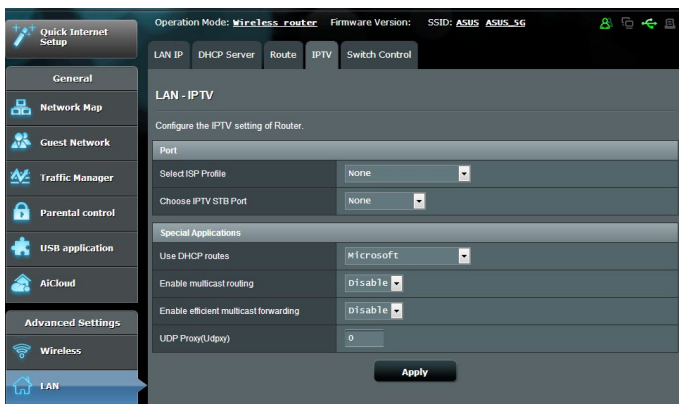 Operation Mode: Wireless router Firmware Version: SSID: ASUS ASUS_5G
Quick Internet
Setup
LAN IP DHCP Server Route IPTV Switch Control
General
Network Map
Guest Network
Traffic Manager
Parental control
USB application
AiCloud
Advanced Settings
Wireless
LAN
LAN - IPTV
Configure the IPTV setting of Router.
Port
Select ISP Profile None
Choose IPTV STB Port None
Special Applications
Use DHCP routes Microsoft
Enable multicast routing Disable
Enable efficient multicast forwarding Disable
UDP Proxy(Udpxy) 0
Apply